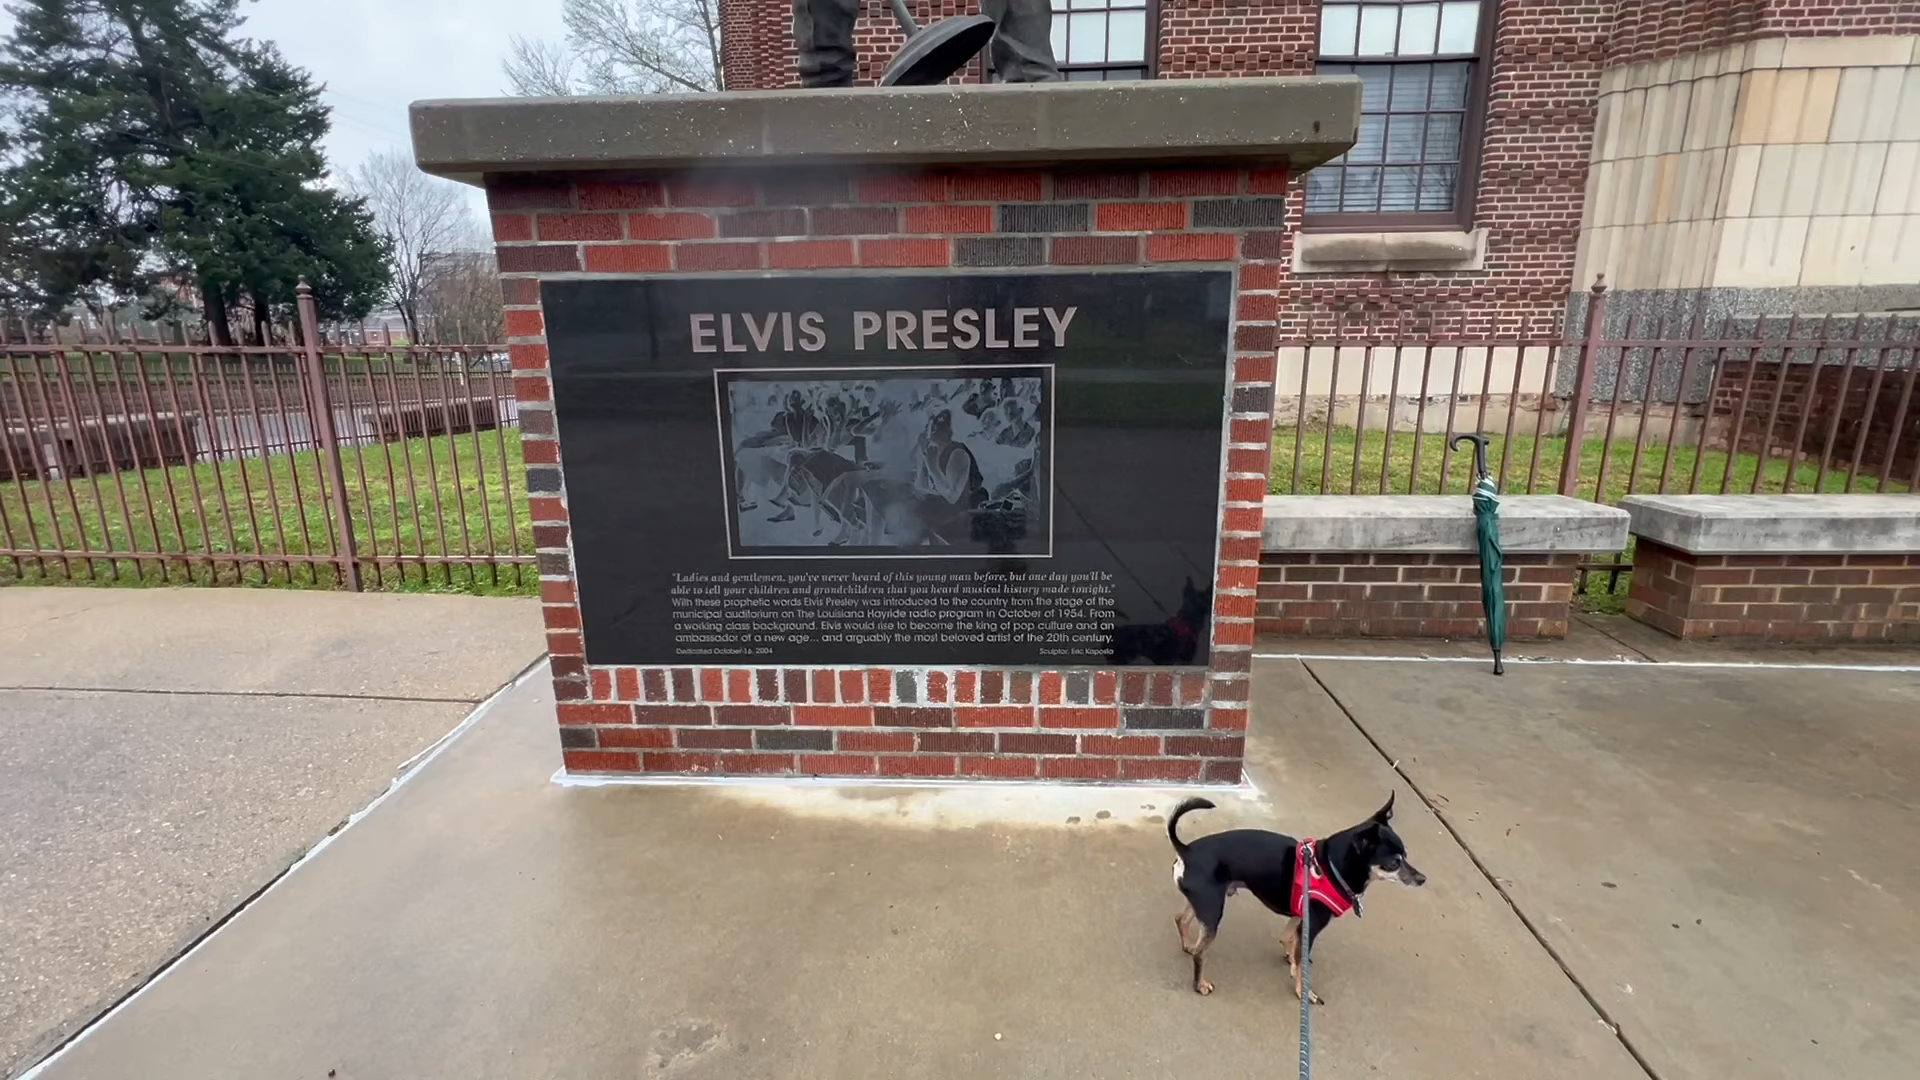 ELVIS PRESLEY
"Ladies and gentlemen, you've never heard of this young man before, but one day you'll be
able to tell your children and grandchildren that you heard musical history made tonight."
With these prophetic words Elvis Presley was introduced to the country from the stage of the
municipal auditorium on The Louisiana Hayride radio program in October of 1954. From
a working class background, Elvis would rise to become the king of pop culture and an
ambassador of a new age... and arguably the most beloved artist of the 20th century.
Dedicated October 16, 2004
Sculptor: Eric Kaposta